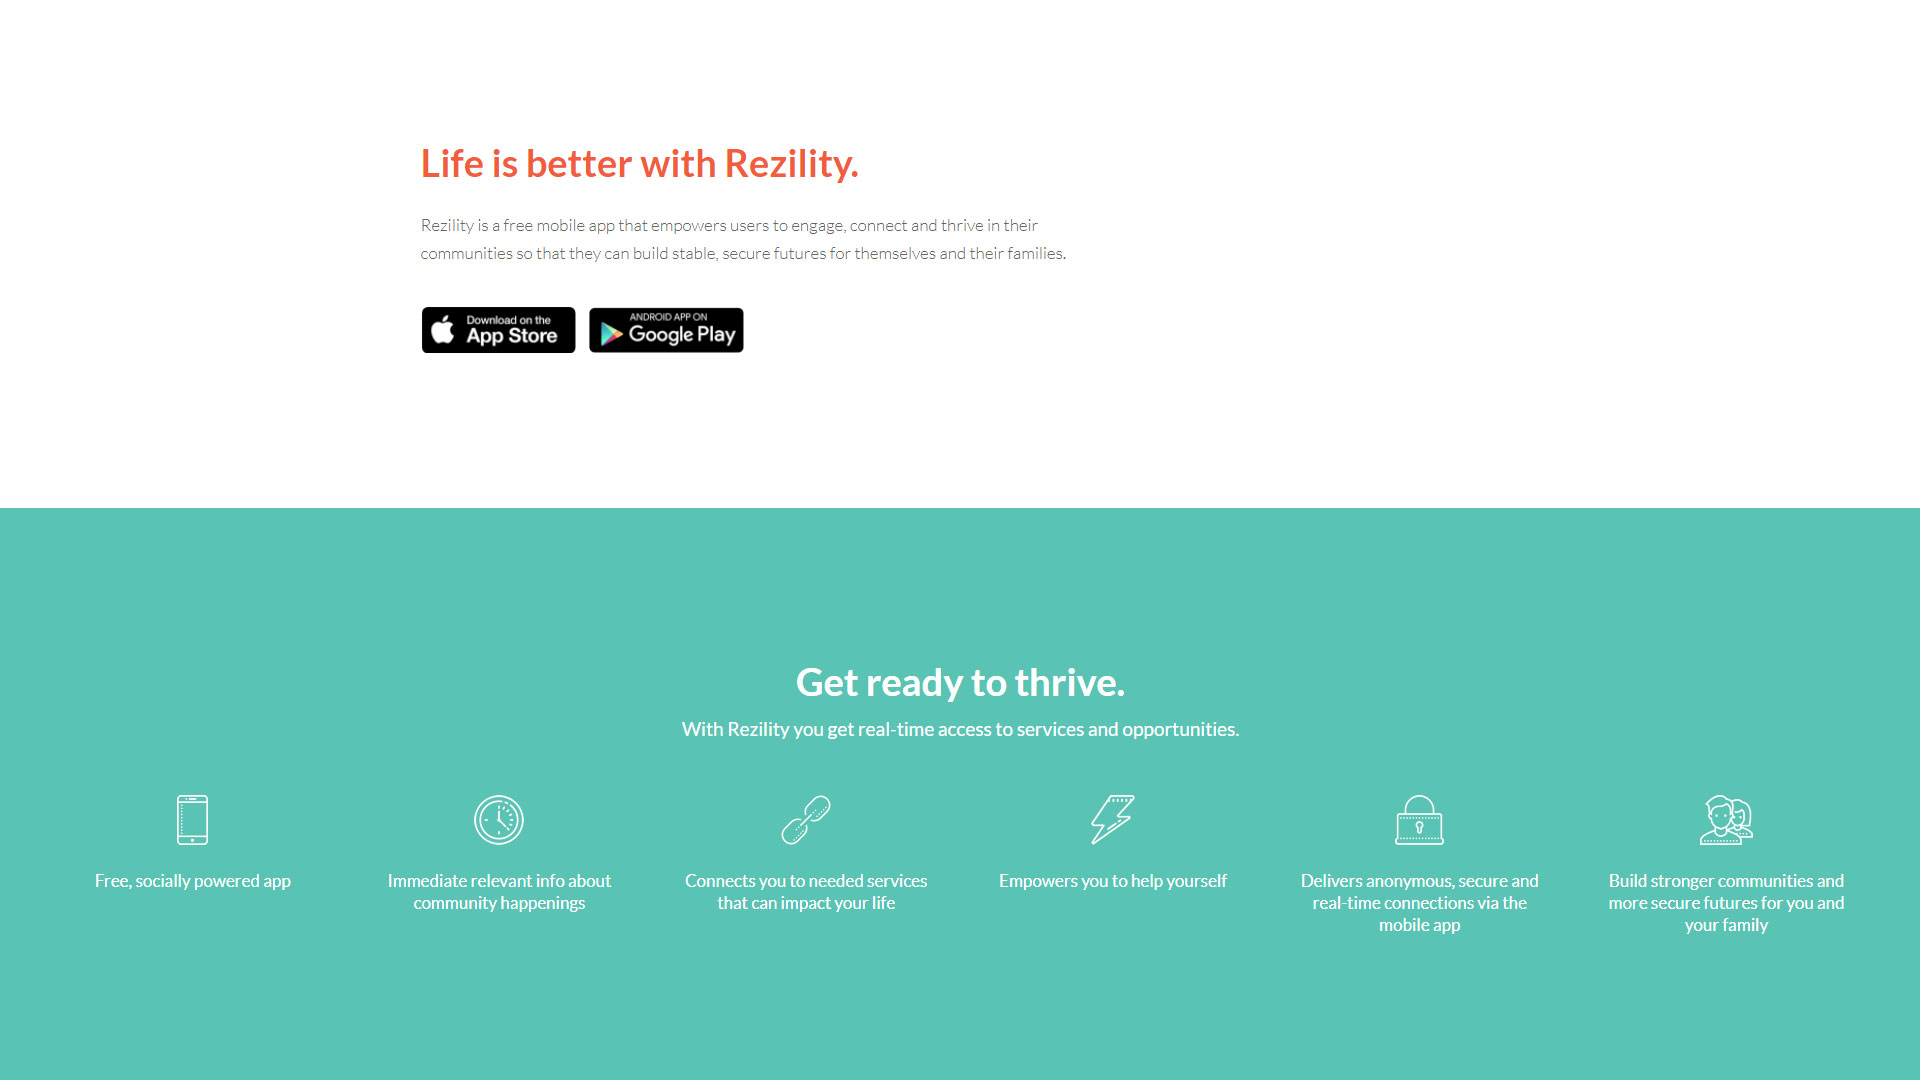 Life is better with Rezility.
Rezility is a free mobile app that empowers users to engage, connect and thrive in their
communities so that they can build stable, secure futures for themselves and their families.
Download on the
App Store
ANDROID APP ON
Google Play
Get ready to thrive.
With Rezility you get real-time access to services and opportunities.
Free, socially powered app
Immediate relevant info about
community happenings
Connects you to needed services
that can impact your life
Empowers you to help yourself
Delivers anonymous, secure and
real-time connections via the
mobile app
Build stronger communities and
more secure futures for you and
your family